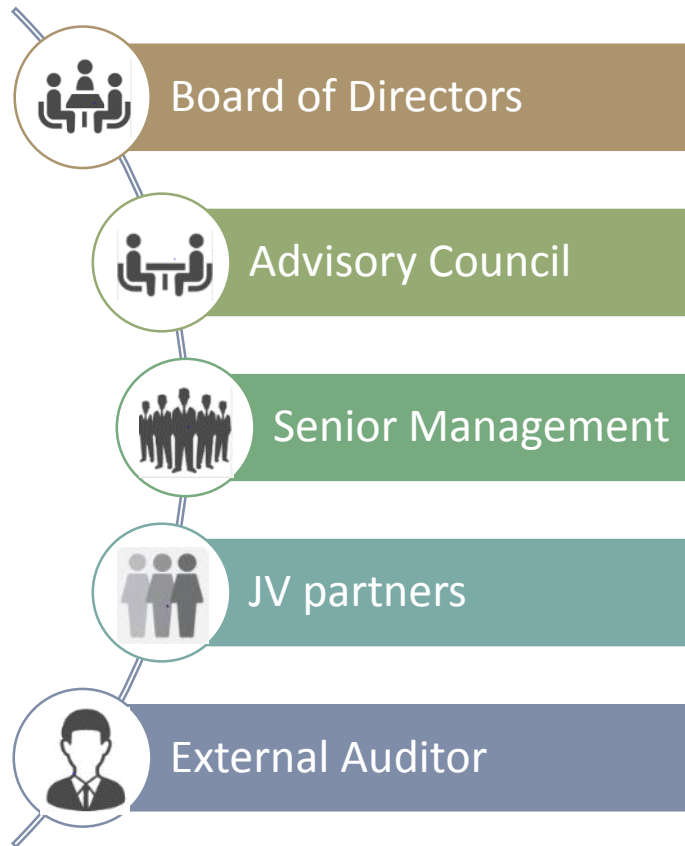 Board of Directors
Advisory Council
Senior Management
JV partners
External Auditor